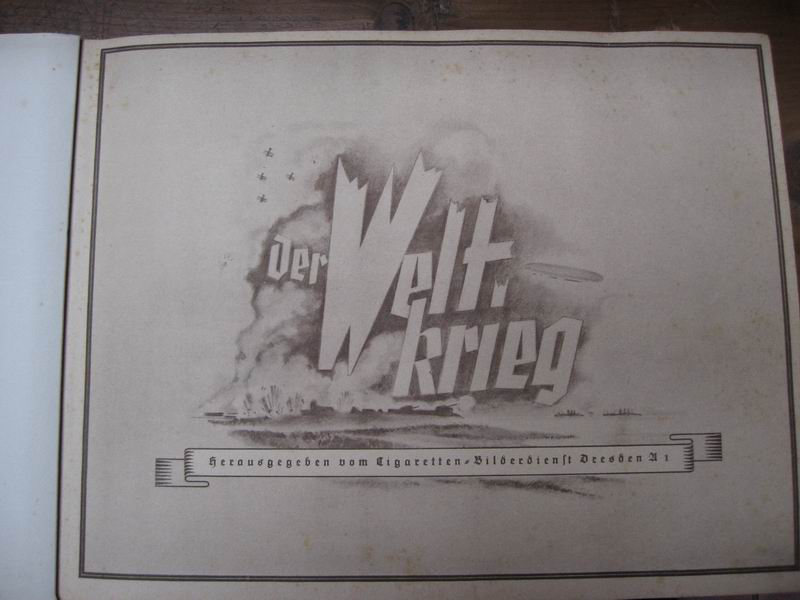 der
Welt.
krieg
Herausgegeben vom Cigaretten-Bilderdienst Dresden A 1